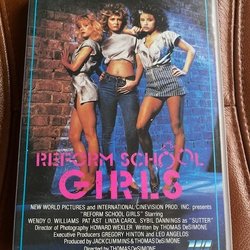 REFORM SCHOOL
GIRLS
NEW WORLD PICTURES and INTERNATIONAL CINEVISION PROD. INC. presents
"REFORM SCHOOL GIRLS" Starring
WENDY O. WILLIAMS PAT AST LINDA CAROL SYBIL DANNINGS as "SUTTER"
Director of Photography HOWARD WEXLER Written by THOMAS DeSIMONE
Executive Producers GREGORY HINTON and LEO ANGELOS
Produced by JACK CUMMINS & THOMAS DeSIMONE
Directed by THOMAS DeSIMONE